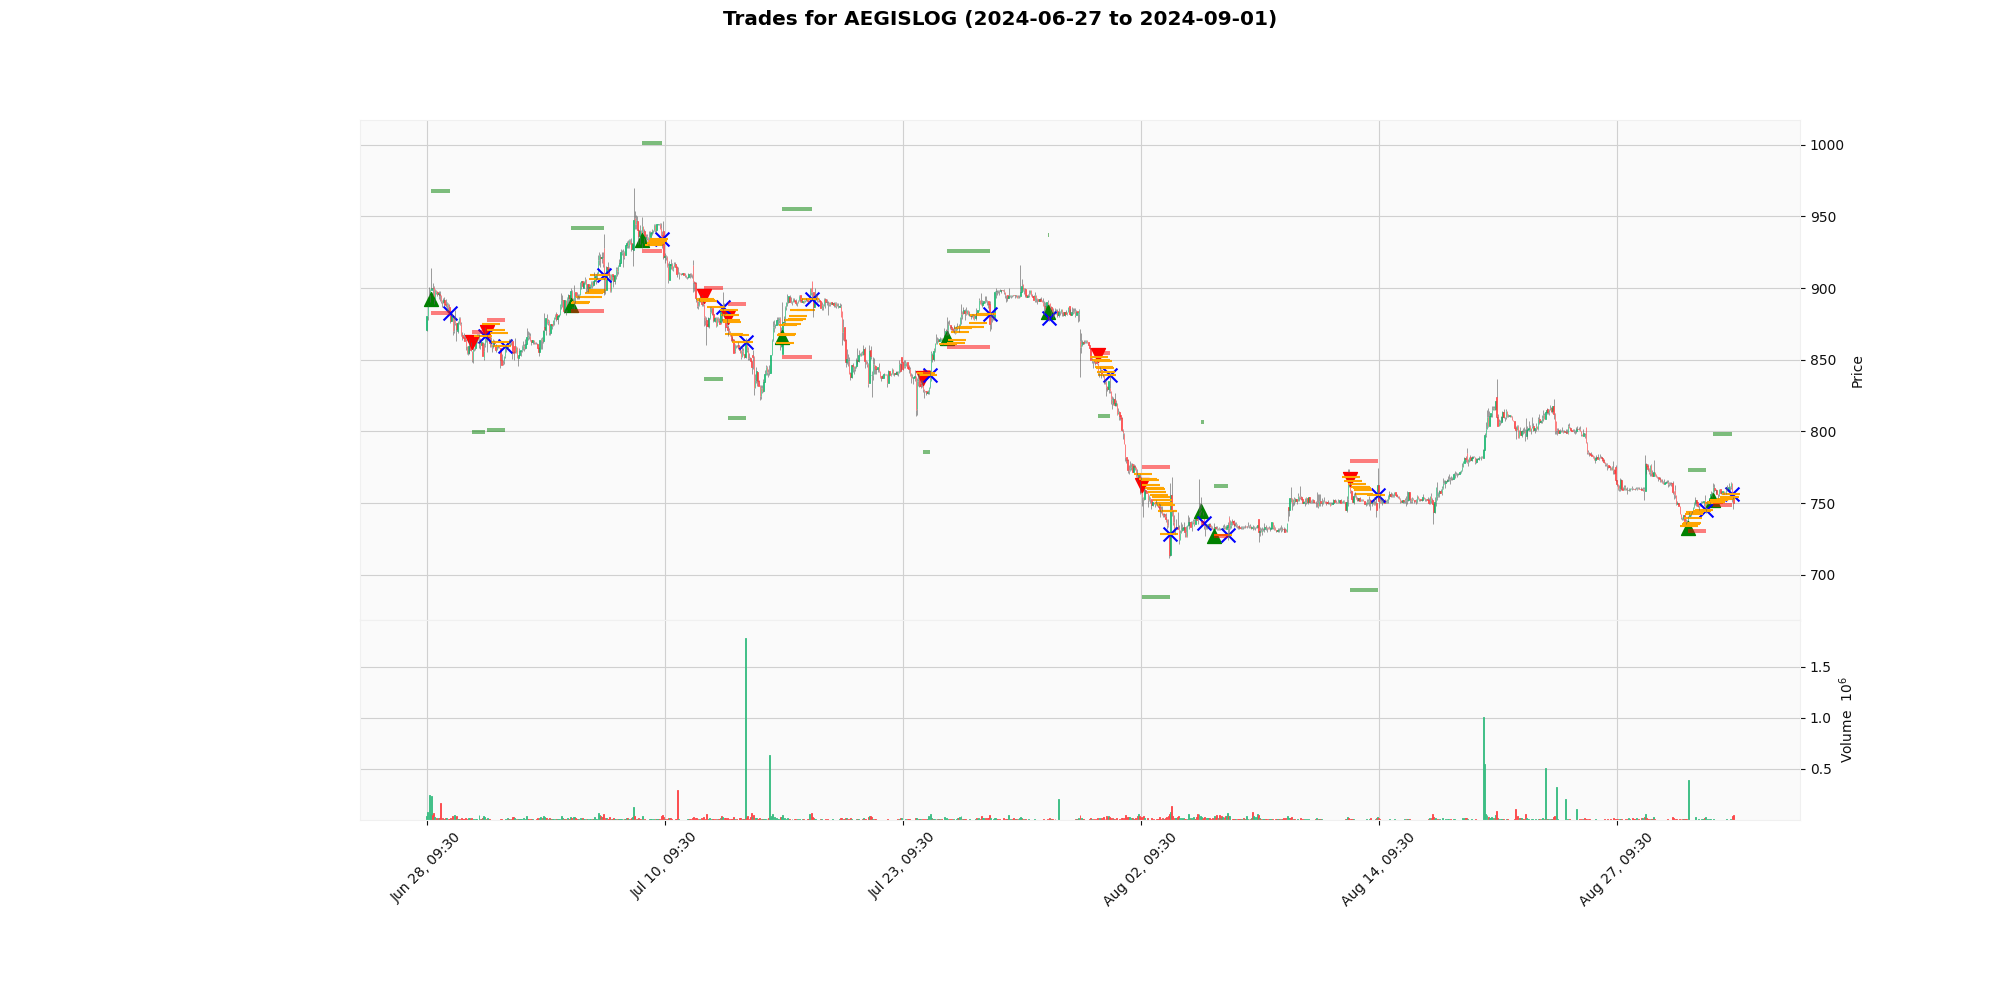 Trades for AEGISLOG (2024-06-27 to 2024-09-01)
1000
950
900
850
800
750
700
Price
1.5
1.0
0.5
Volume 10^6
Jun 28, 09:30
Jul 10, 09:30
Jul 23, 09:30
Aug 02, 09:30
Aug 14, 09:30
Aug 27, 09:30